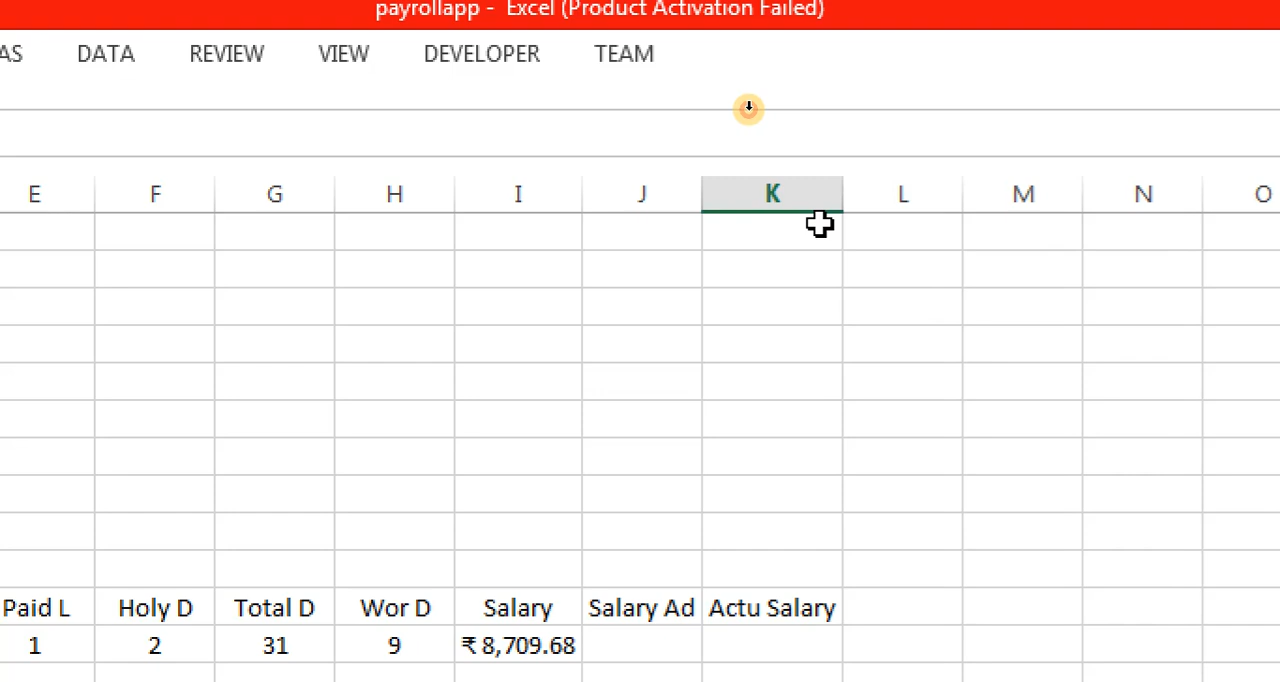 payrollapp - Excel (Product Activation Failed)
AS DATA REVIEW VIEW DEVELOPER TEAM
E F G H I J K L M N O
Paid L Holy D Total D Wor D Salary Salary Ad Actu Salary
1 2 31 9 ₹ 8,709.68